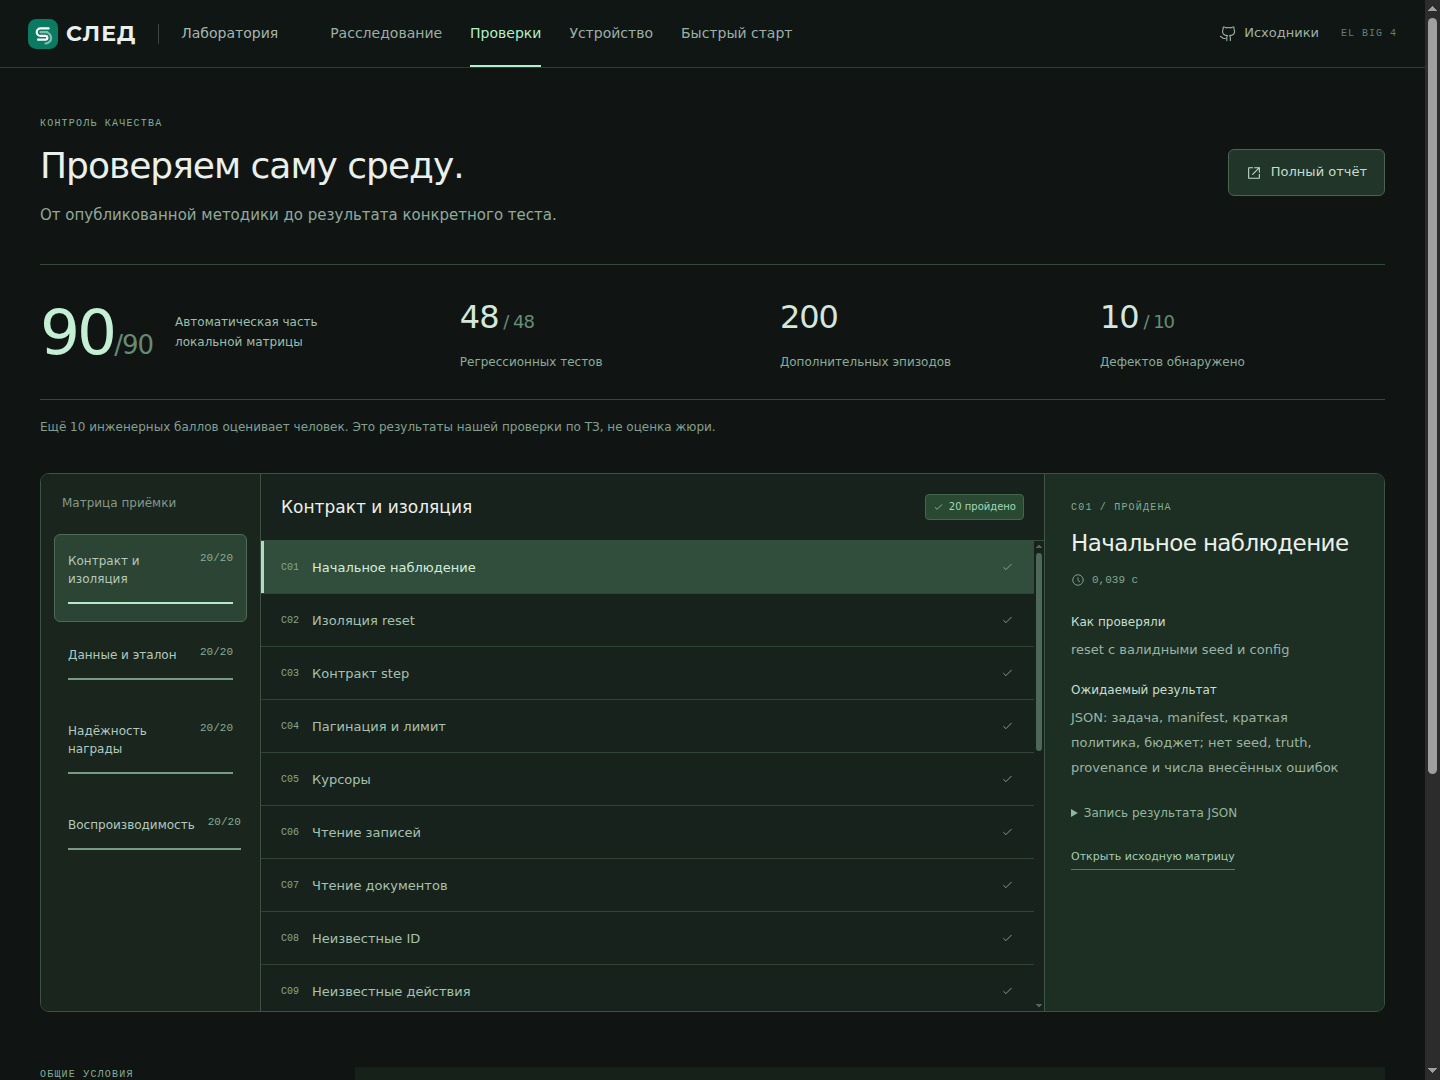 СЛЕД
Лаборатория
Расследование
Проверки
Устройство
Быстрый старт
Исходники
EL BIG 4
КОНТРОЛЬ КАЧЕСТВА
Проверяем саму среду.
От опубликованной методики до результата конкретного теста.
Полный отчёт
90/90
Автоматическая часть
локальной матрицы
48 / 48
Регрессионных тестов
200
Дополнительных эпизодов
10 / 10
Дефектов обнаружено
Ещё 10 инженерных баллов оценивает человек. Это результаты нашей проверки по ТЗ, не оценка жюри.
Матрица приёмки
Контракт и
изоляция
20/20
Данные и эталон
20/20
Надёжность
награды
20/20
Воспроизводимость
20/20
Контракт и изоляция
20 пройдено
C01 Начальное наблюдение
C02 Изоляция reset
C03 Контракт step
C04 Пагинация и лимит
C05 Курсоры
C06 Чтение записей
C07 Чтение документов
C08 Неизвестные ID
C09 Неизвестные действия
C01 / ПРОЙДЕНА
Начальное наблюдение
0,039 с
Как проверяли
reset с валидными seed и config
Ожидаемый результат
JSON: задача, manifest, краткая
политика, бюджет; нет seed, truth,
provenance и числа внесённых ошибок
Запись результата JSON
Открыть исходную матрицу
ОБЩИЕ УСЛОВИЯ